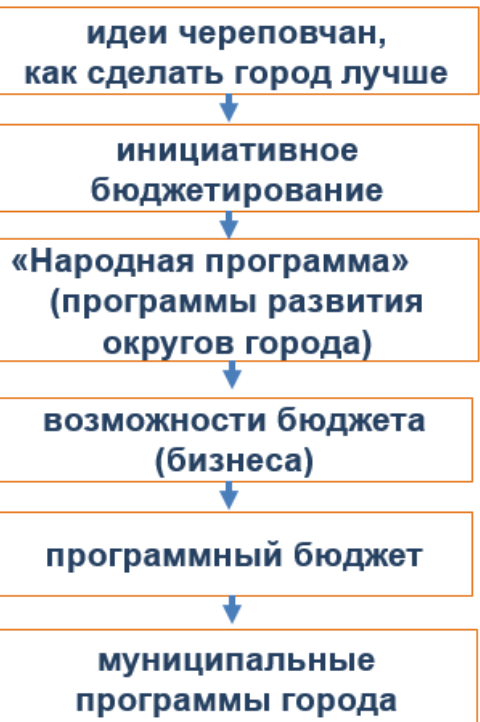 идеи череповчан,
как сделать город лучше
инициативное
бюджетирование
«Народная программа»
(программы развития
округов города)
возможности бюджета
(бизнеса)
программный бюджет
муниципальные
программы города